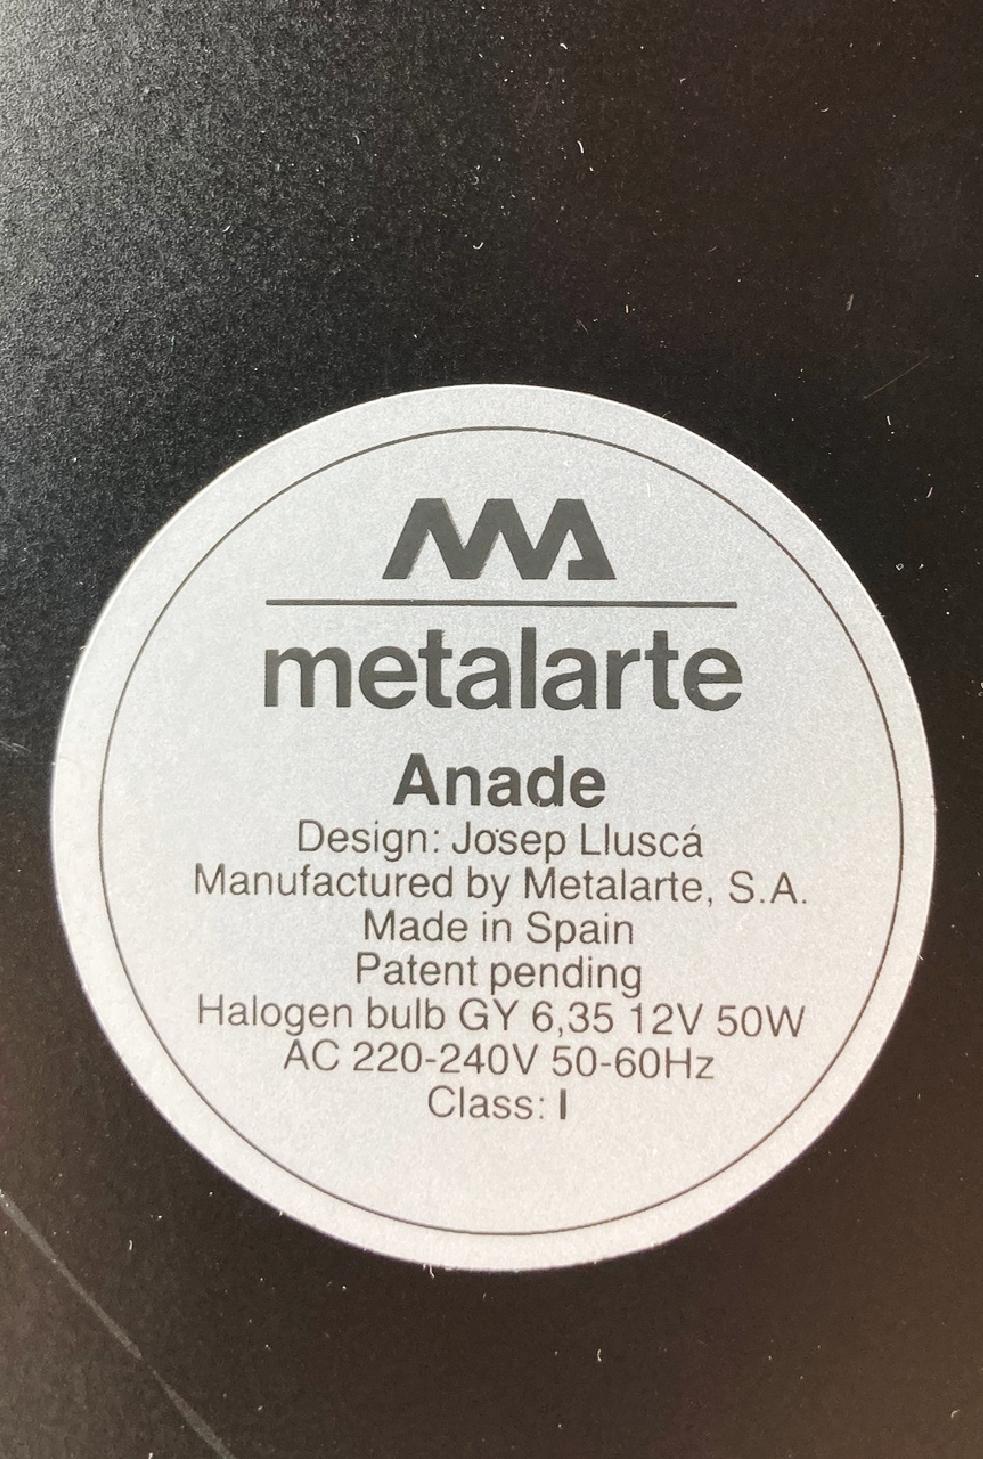 metalarte
Anade
Design: Josep Lluscá
Manufactured by Metalarte, S.A.
Made in Spain
Patent pending
Halogen bulb GY 6,35 12V 50W
AC 220-240V 50-60Hz
Class: I